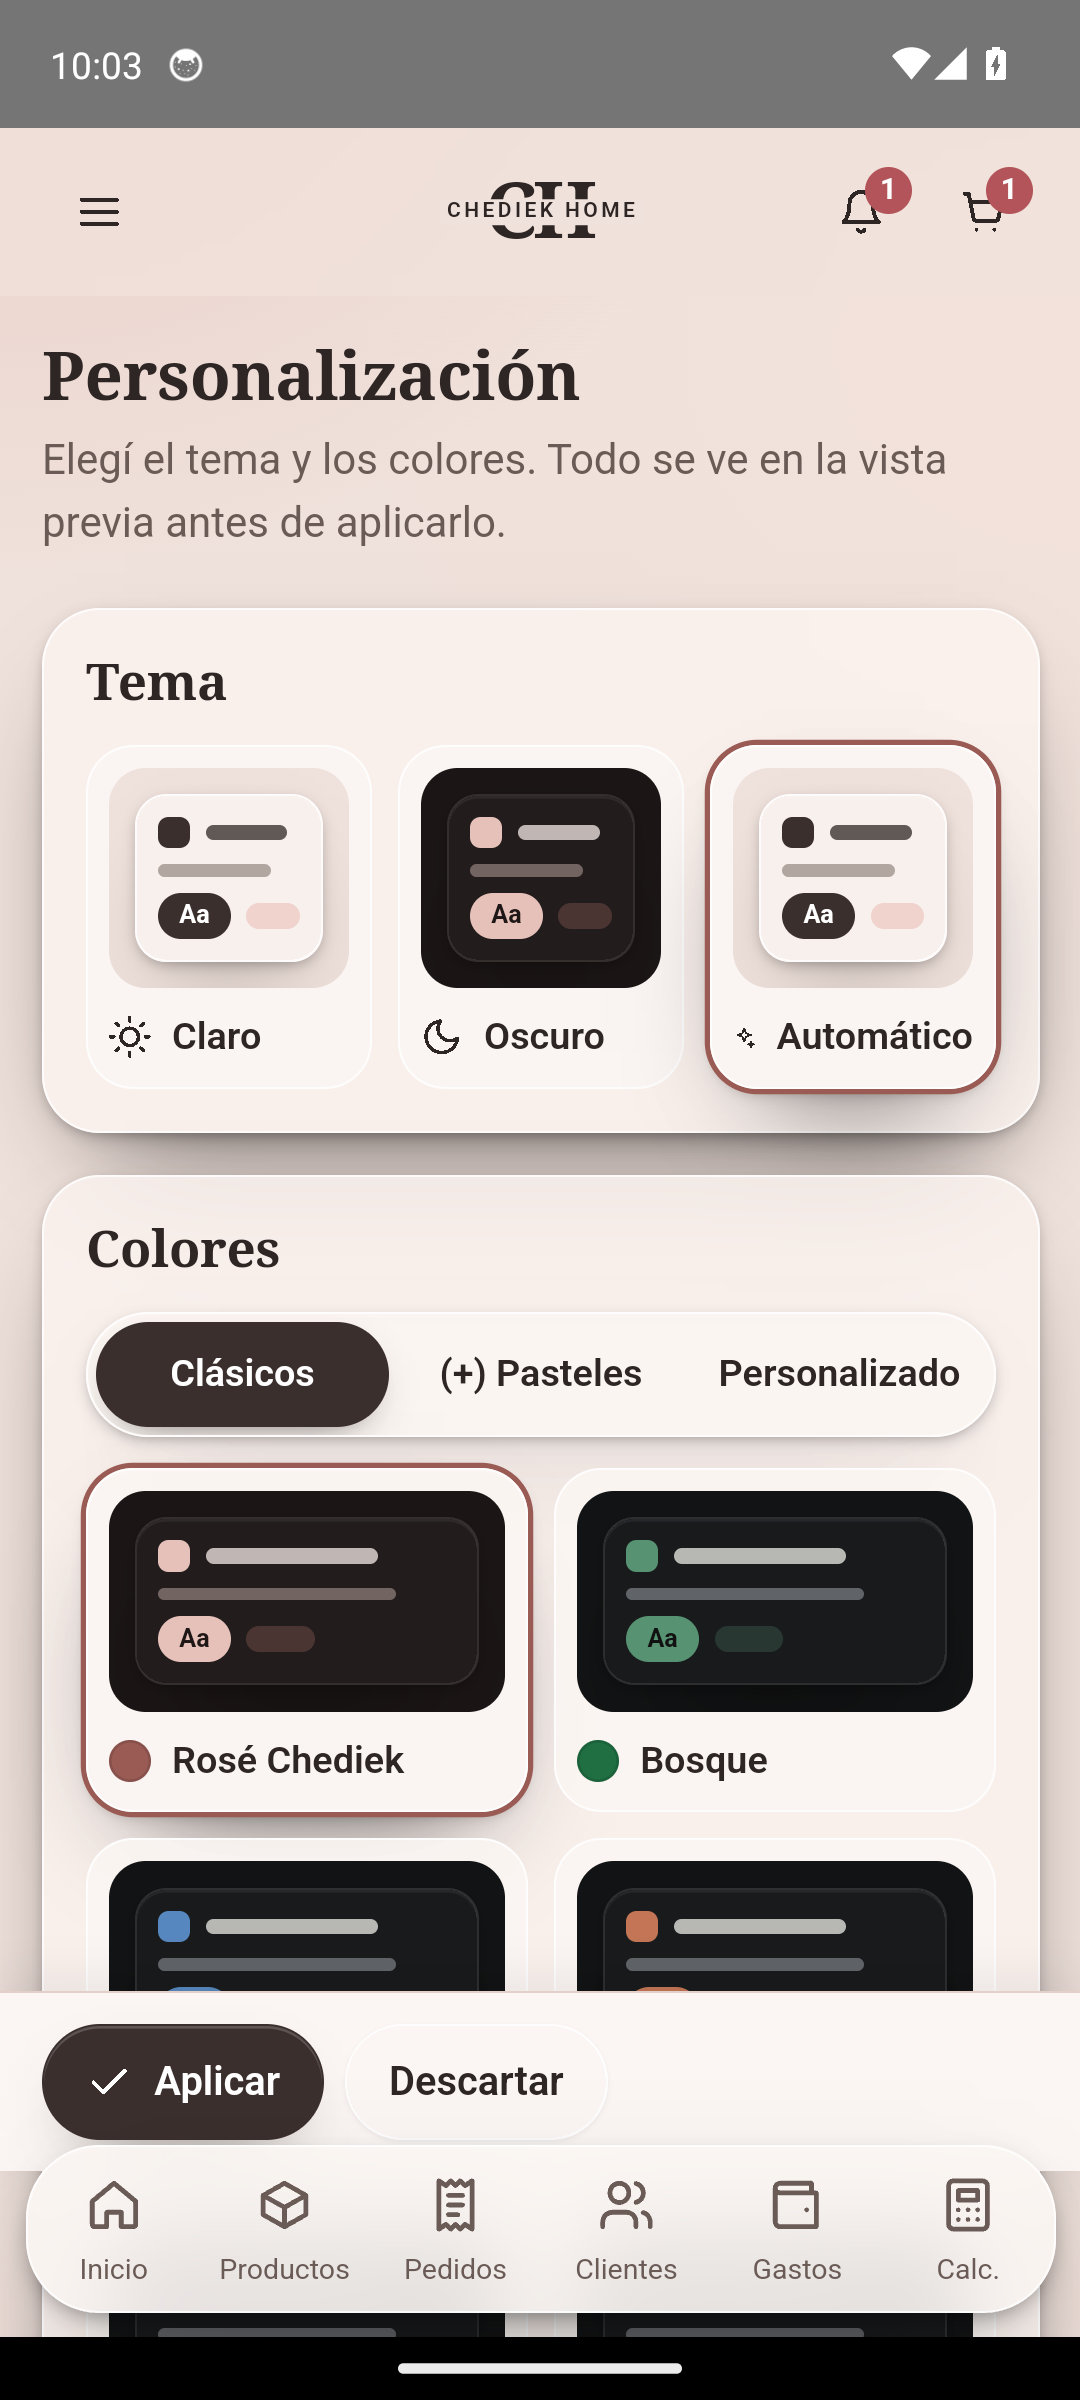 10:03
CH
CHEDIEK HOME
1
1
Personalización
Elegí el tema y los colores. Todo se ve en la vista
previa antes de aplicarlo.
Tema
Aa
Aa
Aa
Claro
Oscuro
Automático
Colores
Clásicos
(+) Pasteles
Personalizado
Aa
Aa
Rosé Chediek
Bosque
Aplicar
Descartar
Inicio
Productos
Pedidos
Clientes
Gastos
Calc.